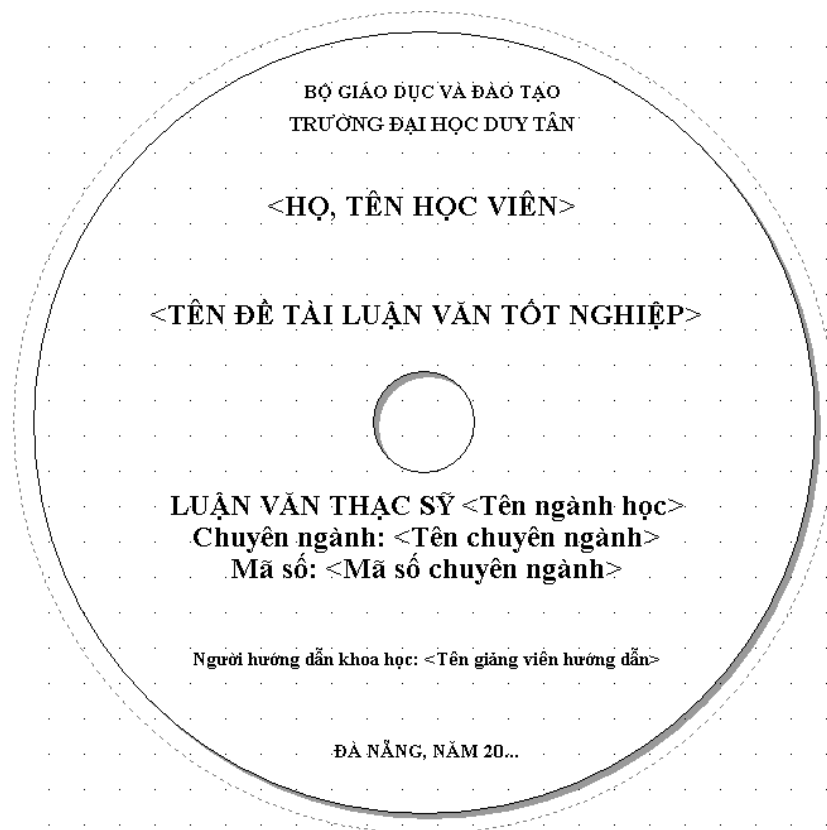 BỘ GIÁO DỤC VÀ ĐÀO TẠO
TRƯỜNG ĐẠI HỌC DUY TÂN
<HỌ, TÊN HỌC VIÊN>
<TÊN ĐỀ TÀI LUẬN VĂN TỐT NGHIỆP>
LUẬN VĂN THẠC SỸ <Tên ngành học>
Chuyên ngành: <Tên chuyên ngành>
Mã số: <Mã số chuyên ngành>
Người hướng dẫn khoa học: <Tên giảng viên hướng dẫn>
ĐÀ NẴNG, NĂM 20...